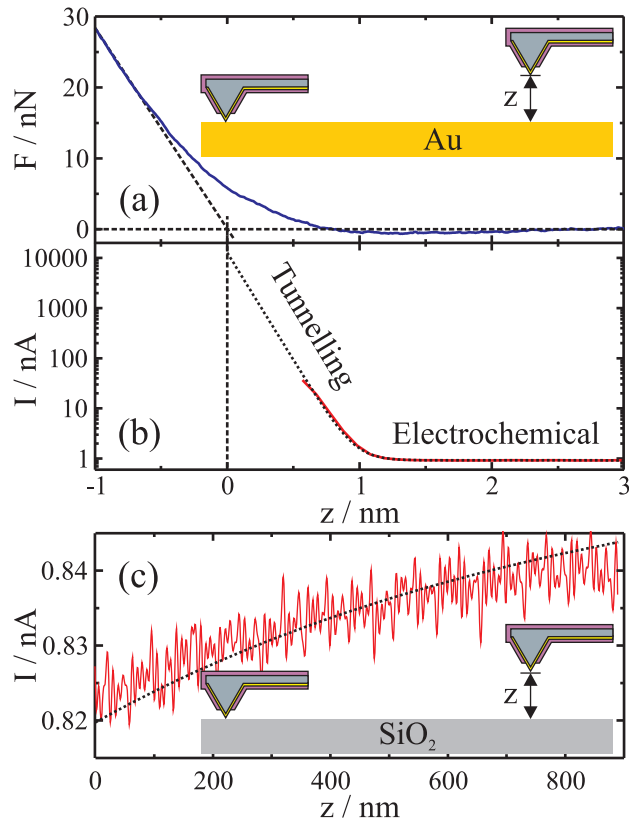 30
20
10
0
F / nN
(a)
z
Au
10000
1000
100
10
1
I / nA
Tunnelling
(b)
Electrochemical
-1 0 1 2 3
z / nm
0.84
0.83
0.82
I / nA
(c)
z
SiO₂
0 200 400 600 800
z / nm